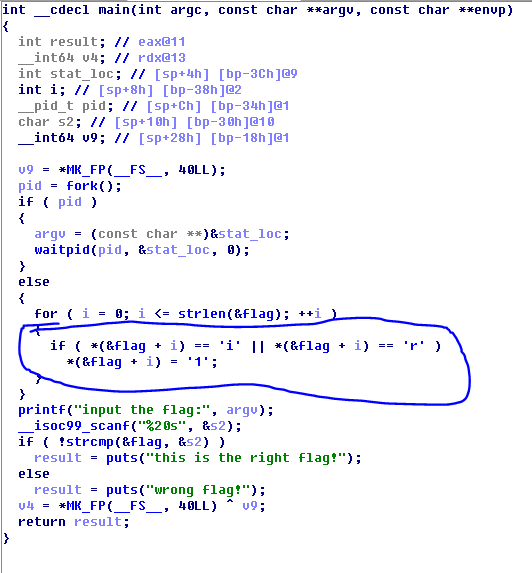 int __cdecl main(int argc, const char **argv, const char **envp)
{
int result; // eax@11
__int64 v4; // rdx@13
int stat_loc; // [sp+4h] [bp-3Ch]@9
int i; // [sp+8h] [bp-38h]@2
__pid_t pid; // [sp+Ch] [bp-34h]@1
char s2; // [sp+10h] [bp-30h]@10
__int64 v9; // [sp+28h] [bp-18h]@1
v9 = *MK_FP(__FS__, 40LL);
pid = fork();
if ( pid )
{
argv = (const char **)&stat_loc;
waitpid(pid, &stat_loc, 0);
}
else
{
for ( i = 0; i <= strlen(&flag); ++i )
{
if ( *(&flag + i) == 'i' || *(&flag + i) == 'r' )
*(&flag + i) = '1';
}
}
printf("input the flag:", argv);
__isoc99_scanf("%20s", &s2);
if ( !strcmp(&flag, &s2) )
result = puts("this is the right flag!");
else
result = puts("wrong flag!");
v4 = *MK_FP(__FS__, 40LL) ^ v9;
return result;
}